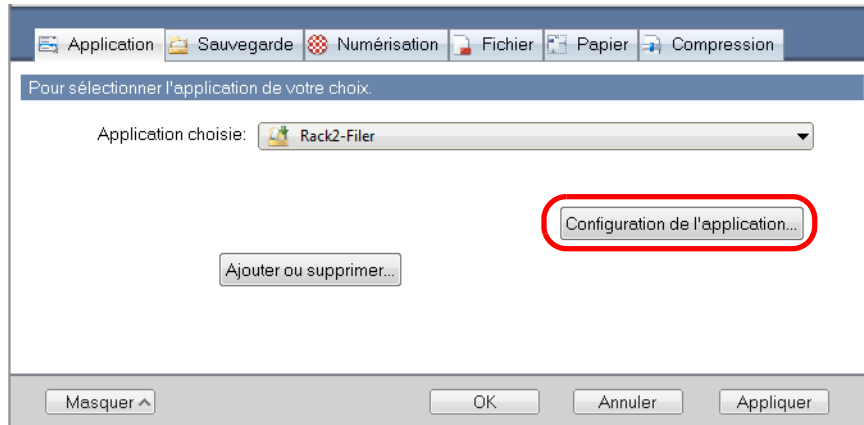 Application Sauvegarde Numérisation Fichier Papier Compression
Pour sélectionner l'application de votre choix.
Application choisie: Rack2-Filer
Configuration de l'application...
Ajouter ou supprimer...
Masquer OK Annuler Appliquer